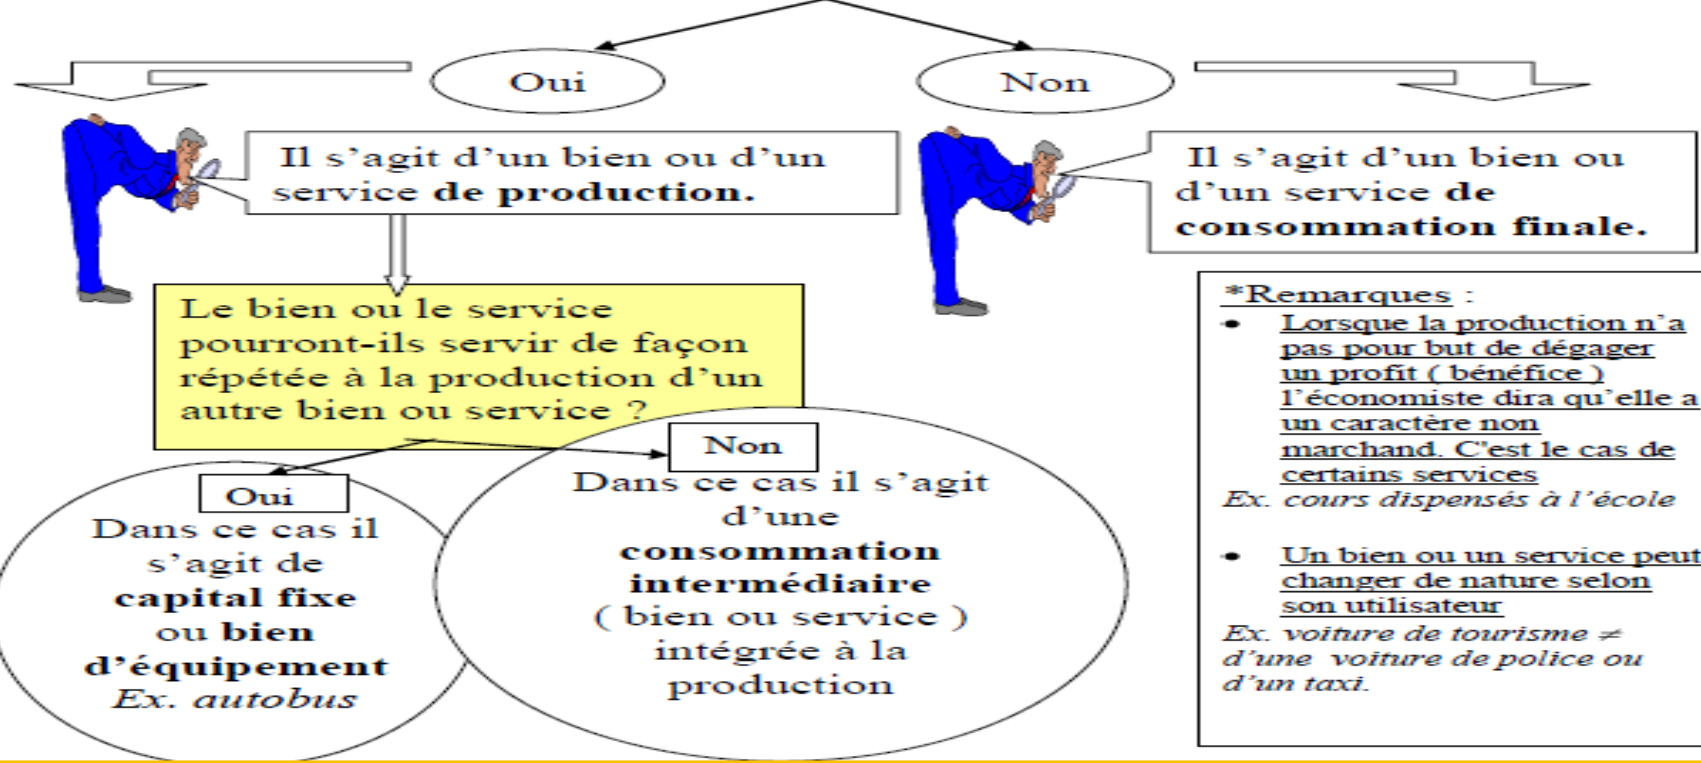 Oui
Non
Il s’agit d’un bien ou d’un
service de production.
Il s’agit d’un bien ou
d’un service de
consommation finale.
Le bien ou le service
pourront-ils servir de façon
répétée à la production d’un
autre bien ou service ?
Oui
Dans ce cas il
s’agit de
capital fixe
ou bien
d’équipement
Ex. autobus
Non
Dans ce cas il s’agit
d’une
consommation
intermédiaire
( bien ou service )
intégrée à la
production
*Remarques :
• Lorsque la production n’a
pas pour but de dégager
un profit ( bénéfice )
l’économiste dira qu’elle a
un caractère non
marchand. C'est le cas de
certains services
Ex. cours dispensés à l’école
• Un bien ou un service peut
changer de nature selon
son utilisateur
Ex. voiture de tourisme ≠
d’une voiture de police ou
d’un taxi.